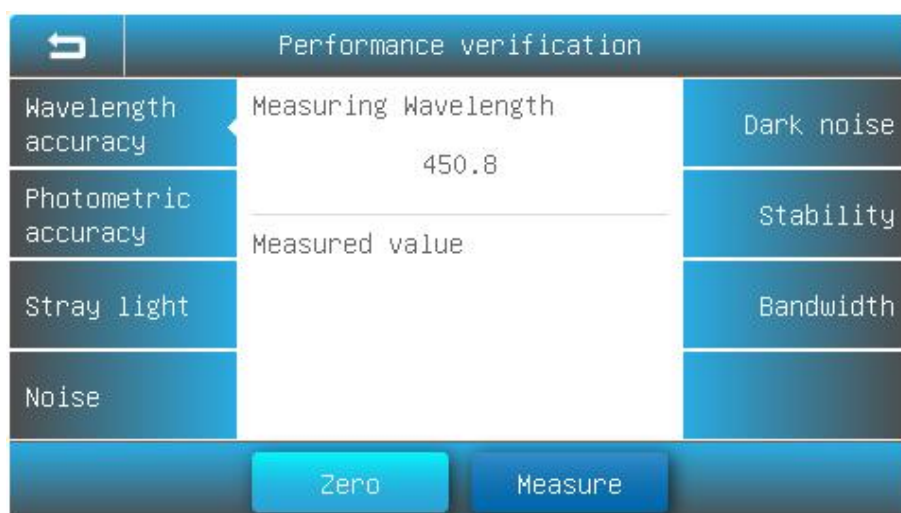 Performance verification
Wavelength
accuracy
Photometric
accuracy
Stray light
Noise
Measuring Wavelength
450.8
Measured value
Dark noise
Stability
Bandwidth
Zero
Measure